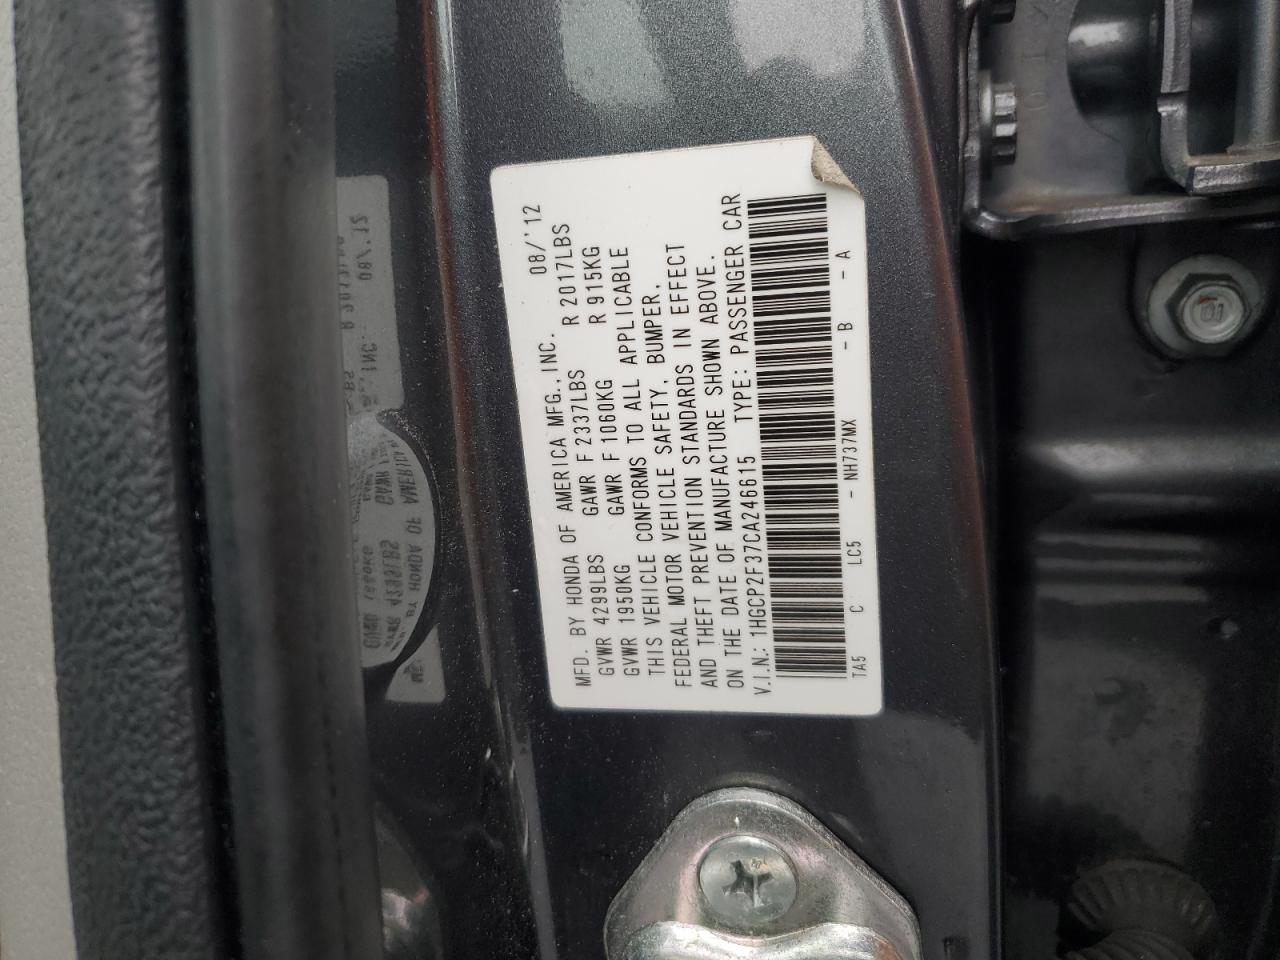 MFD. BY HONDA OF AMERICA MFG., INC. 08/'12
GVWR 4299LBS GAWR F 2337LBS R 2017LBS
GVWR 1950KG GAWR F 1060KG R 915KG
THIS VEHICLE CONFORMS TO ALL APPLICABLE
FEDERAL MOTOR VEHICLE SAFETY, BUMPER,
AND THEFT PREVENTION STANDARDS IN EFFECT
ON THE DATE OF MANUFACTURE SHOWN ABOVE.
V.I.N.: 1HGCP2F37CA246615 TYPE: PASSENGER CAR
TA5 C LC5 - NH737MX - B - A